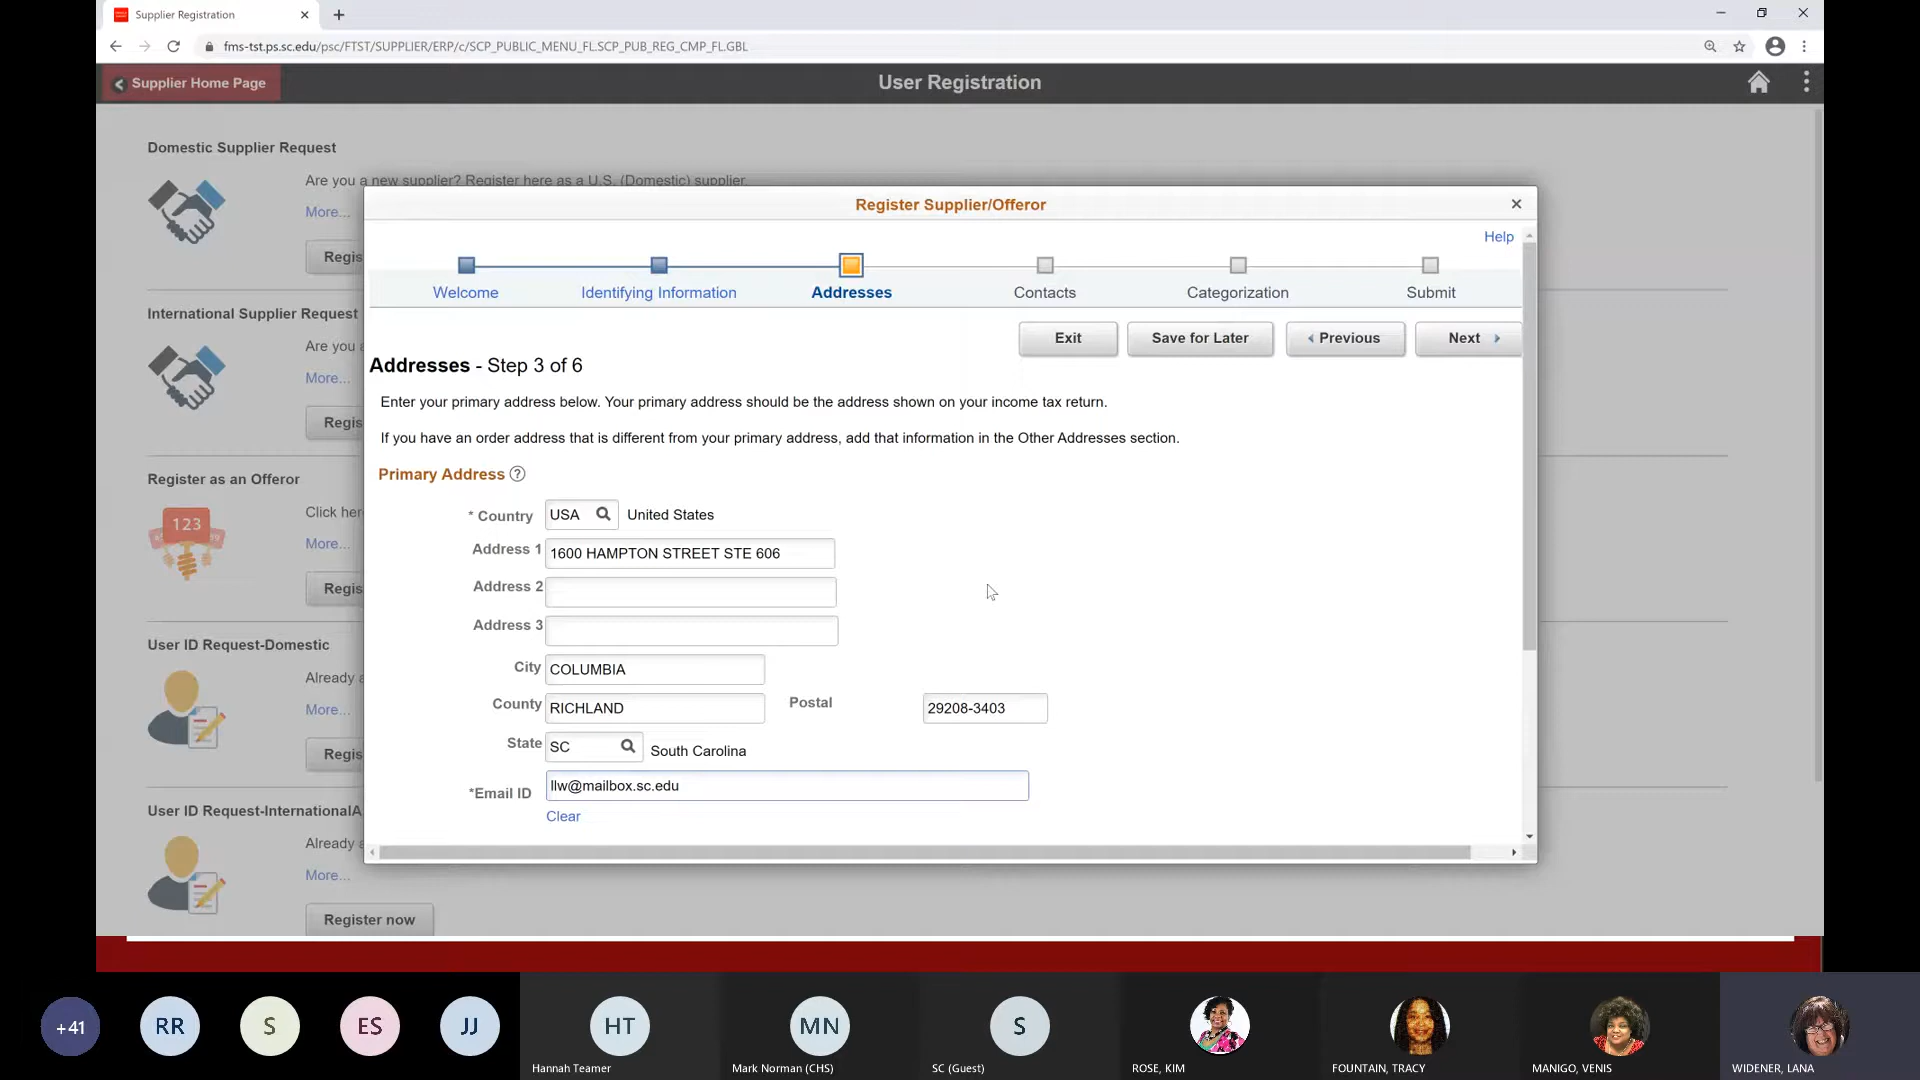 Supplier Registration
fms-tst.ps.sc.edu/psc/FTST/SUPPLIER/ERP/c/SCP_PUBLIC_MENU_FL.SCP_PUB_REG_CMP_FL.GBL
Supplier Home Page
User Registration
Domestic Supplier Request
Are you a new supplier? Register here as a U.S. (Domestic) supplier.
More...
Regis
International Supplier Request
Are you a
More...
Regis
Register as an Offeror
123
Click her
More...
Regis
User ID Request-Domestic
Already a
More...
Regis
User ID Request-InternationalA
Already a
More...
Register now
Register Supplier/Offeror
Help
Welcome
Identifying Information
Addresses
Contacts
Categorization
Submit
Exit
Save for Later
Previous
Next
Addresses - Step 3 of 6
Enter your primary address below. Your primary address should be the address shown on your income tax return.
If you have an order address that is different from your primary address, add that information in the Other Addresses section.
Primary Address ?
* Country USA United States
Address 1 1600 HAMPTON STREET STE 606
Address 2
Address 3
City COLUMBIA
County RICHLAND Postal 29208-3403
State SC South Carolina
*Email ID llw@mailbox.sc.edu
Clear
+41
RR
S
ES
JJ
HT
Hannah Teamer
MN
Mark Norman (CHS)
S
SC (Guest)
ROSE, KIM
FOUNTAIN, TRACY
MANIGO, VENIS
WIDENER, LANA